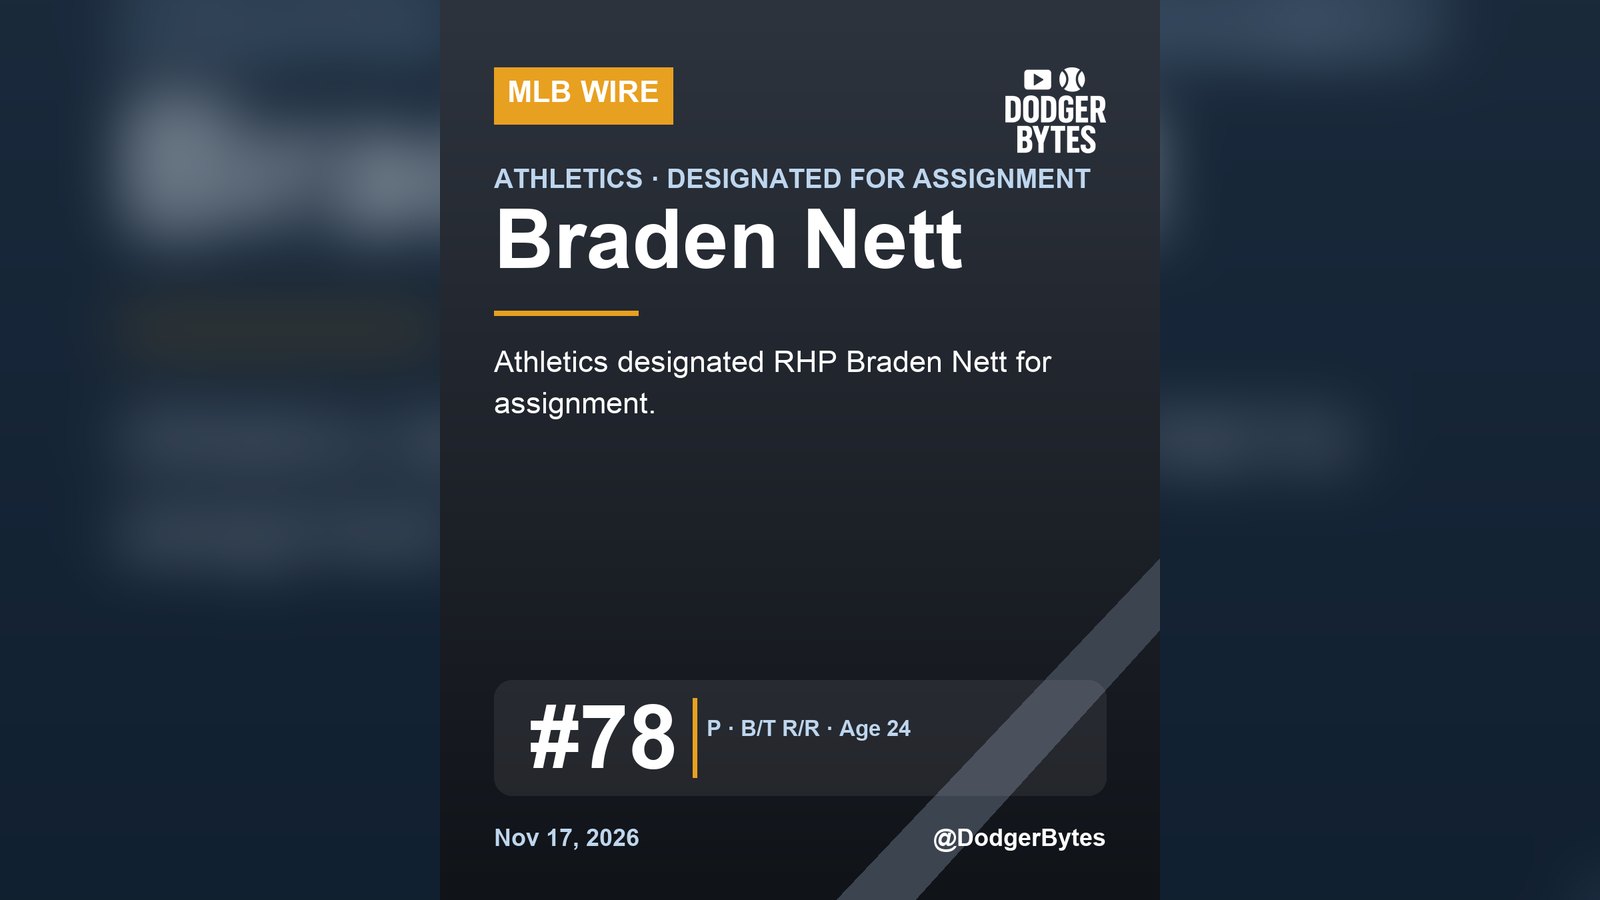 MLB WIRE
DODGER
BYTES
ATHLETICS · DESIGNATED FOR ASSIGNMENT
Braden Nett
Athletics designated RHP Braden Nett for
assignment.
#78
P · B/T R/R · Age 24
Nov 17, 2026
@DodgerBytes